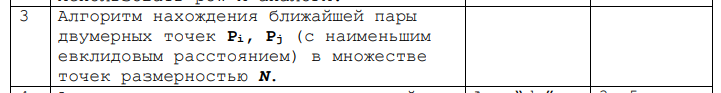 3 Алгоритм нахождения ближайшей пары
двумерных точек Pi, Pj (с наименьшим
евклидовым расстоянием) в множестве
точек размерностью N.